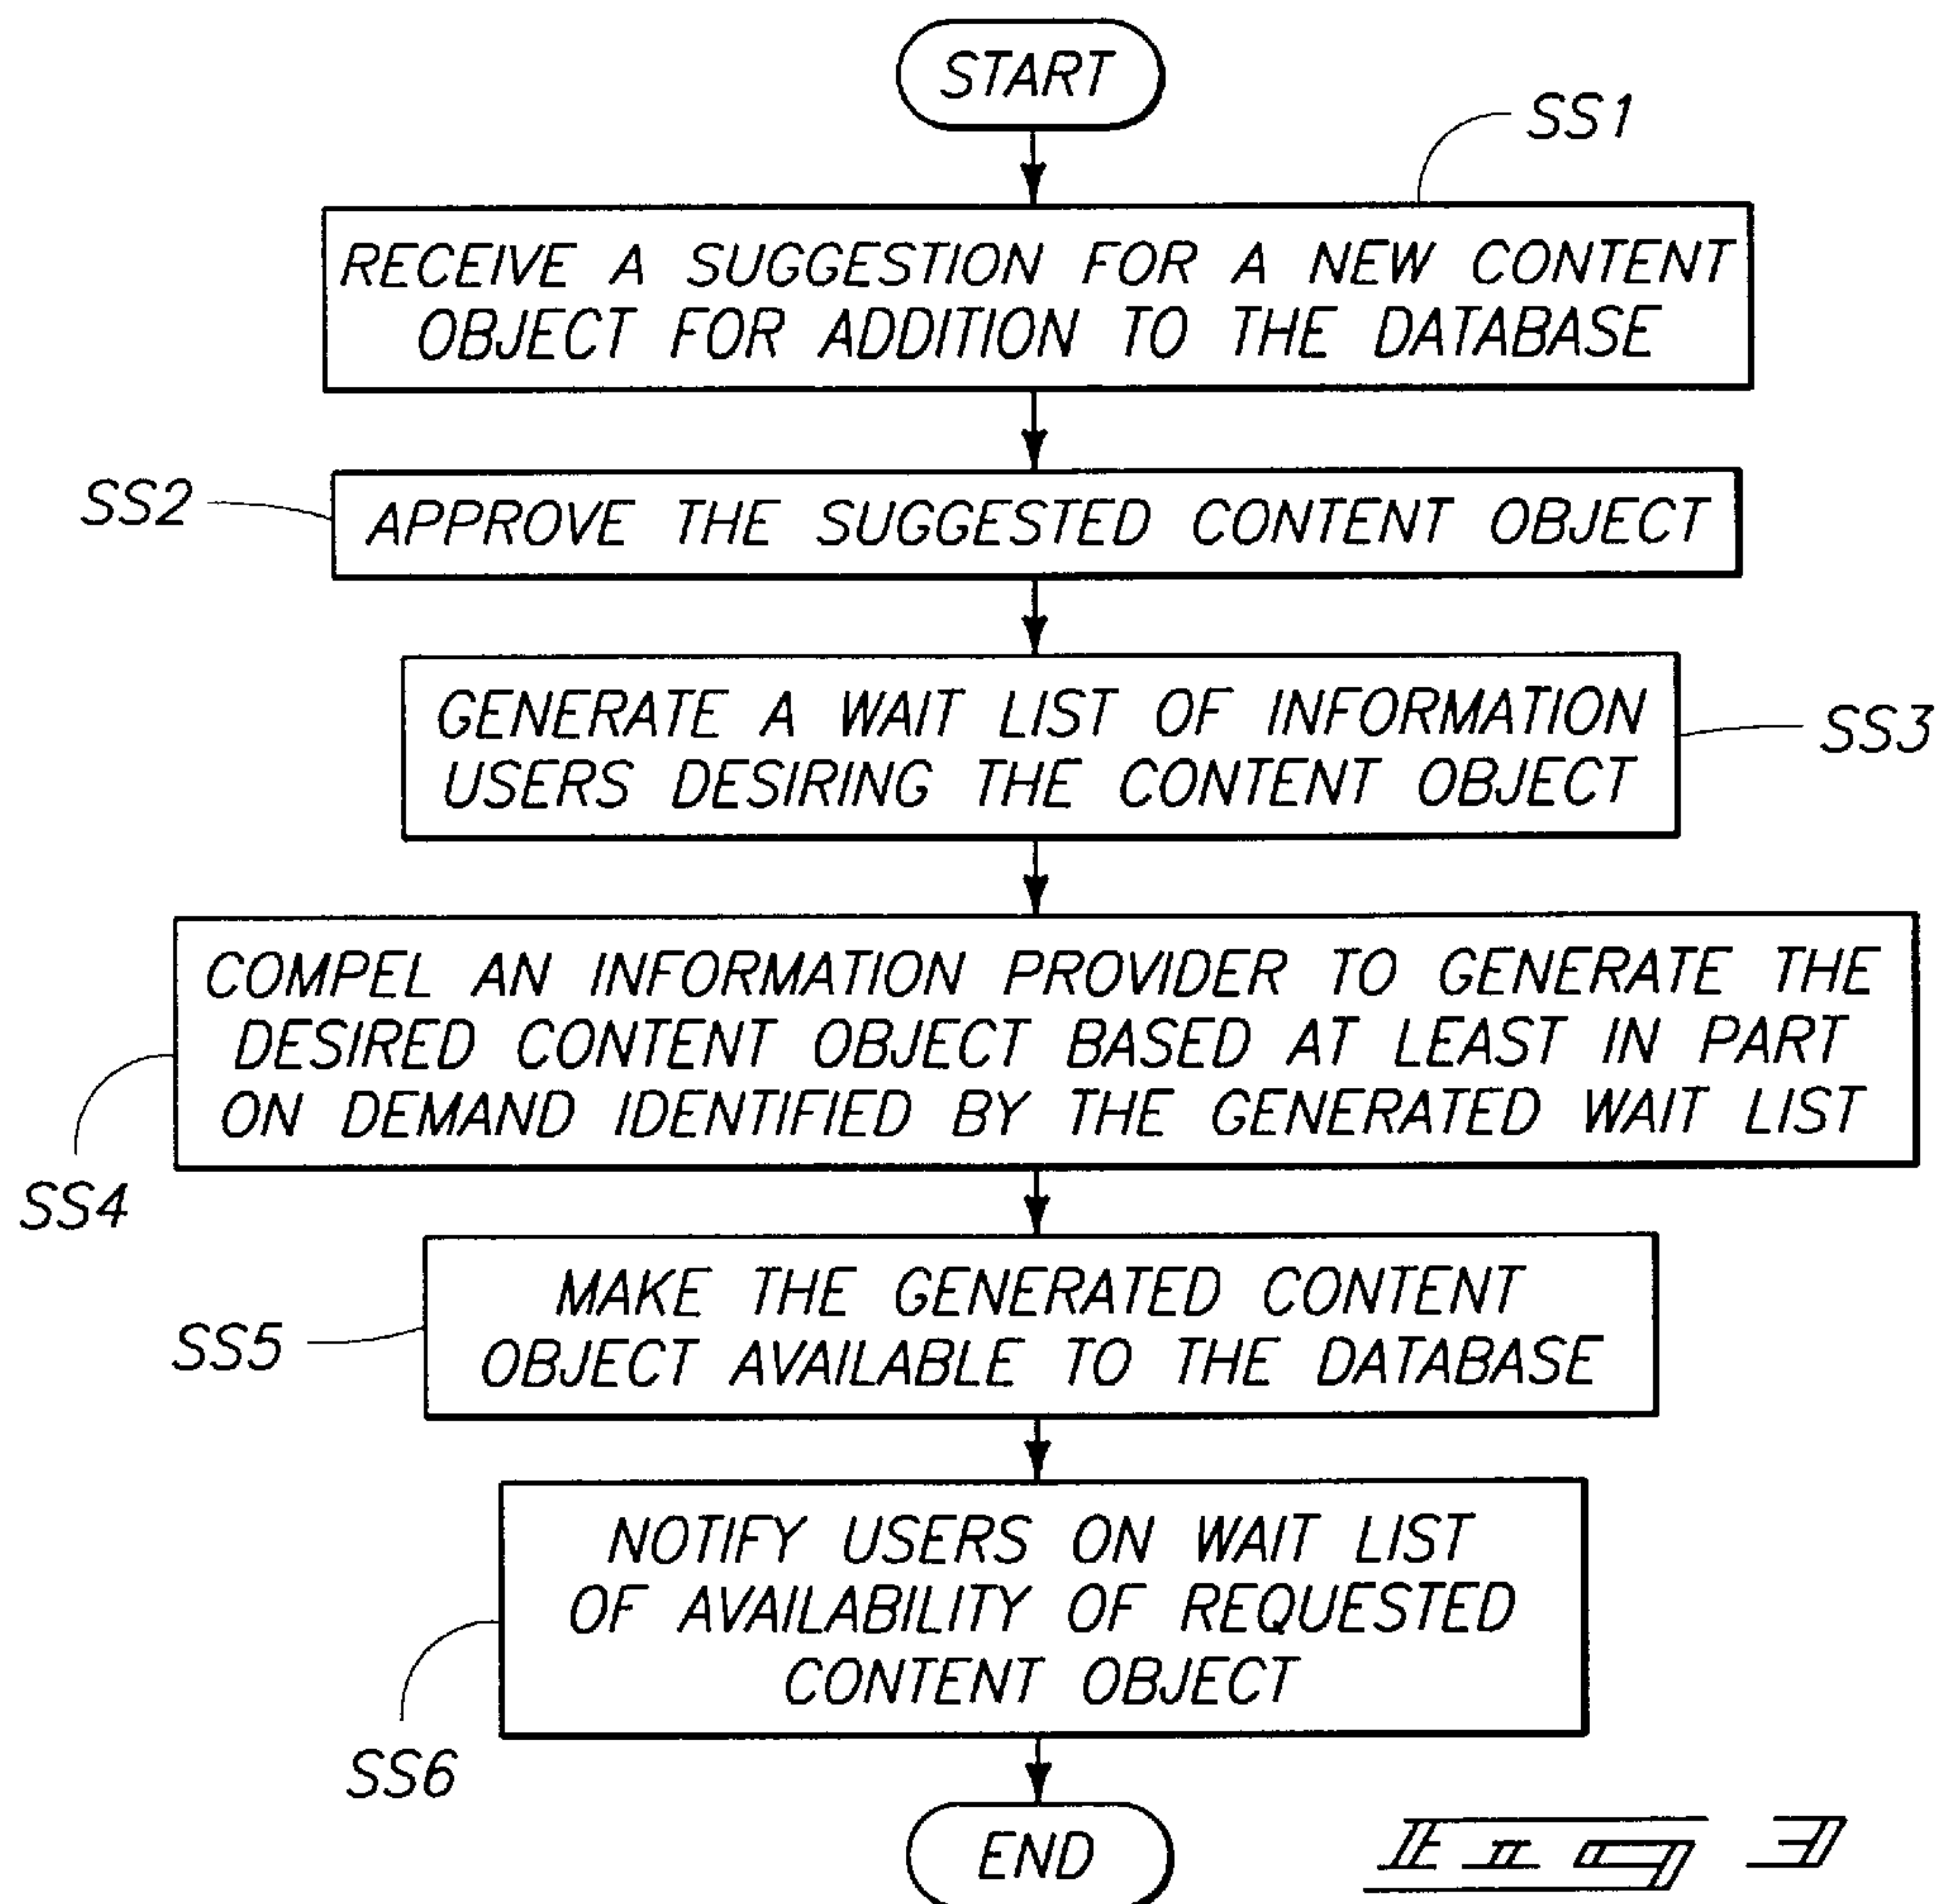 START
SS1
RECEIVE A SUGGESTION FOR A NEW CONTENT
OBJECT FOR ADDITION TO THE DATABASE
SS2
APPROVE THE SUGGESTED CONTENT OBJECT
GENERATE A WAIT LIST OF INFORMATION
USERS DESIRING THE CONTENT OBJECT
SS3
COMPEL AN INFORMATION PROVIDER TO GENERATE THE
DESIRED CONTENT OBJECT BASED AT LEAST IN PART
ON DEMAND IDENTIFIED BY THE GENERATED WAIT LIST
SS4
MAKE THE GENERATED CONTENT
OBJECT AVAILABLE TO THE DATABASE
SS5
NOTIFY USERS ON WAIT LIST
OF AVAILABILITY OF REQUESTED
CONTENT OBJECT
SS6
END
Fig 3